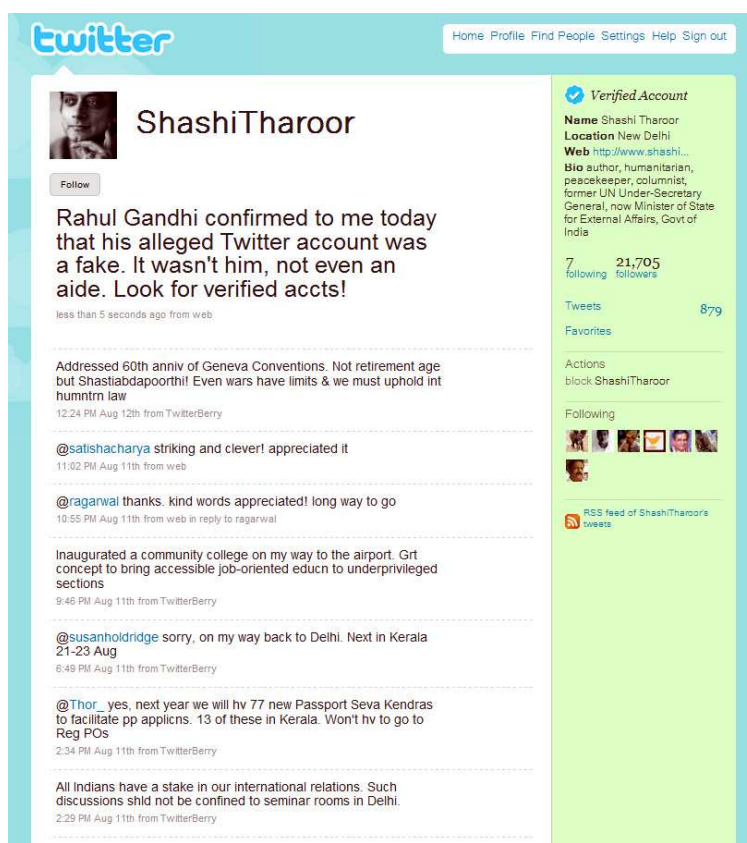 twitter
Home Profile Find People Settings Help Sign out
ShashiTharoor
Follow
Rahul Gandhi confirmed to me today
that his alleged Twitter account was
a fake. It wasn't him, not even an
aide. Look for verified accts!
less than 5 seconds ago from web
Addressed 60th anniv of Geneva Conventions. Not retirement age
but Shastiabdapoorthi! Even wars have limits & we must uphold int
humntrn law
12:24 PM Aug 12th from TwitterBerry
@satishacharya striking and clever! appreciated it
11:02 PM Aug 11th from web
@ragarwal thanks. kind words appreciated! long way to go
10:55 PM Aug 11th from web in reply to ragarwal
Inaugurated a community college on my way to the airport. Grt
concept to bring accessible job-oriented educn to underprivileged
sections
9:46 PM Aug 11th from TwitterBerry
@susanholdridge sorry, on my way back to Delhi. Next in Kerala
21-23 Aug
6:49 PM Aug 11th from TwitterBerry
@Thor_ yes, next year we will hv 77 new Passport Seva Kendras
to facilitate pp applicns. 13 of these in Kerala. Won't hv to go to
Reg POs
2:34 PM Aug 11th from TwitterBerry
All Indians have a stake in our international relations. Such
discussions shld not be confined to seminar rooms in Delhi.
2:29 PM Aug 11th from TwitterBerry
Verified Account
Name Shashi Tharoor
Location New Delhi
Web http://www.shashi...
Bio author, humanitarian,
peacekeeper, columnist,
former UN Under-Secretary
General, now Minister of State
for External Affairs, Govt of
India
7 21,705
following followers
Tweets 879
Favorites
Actions
block ShashiTharoor
Following
RSS feed of ShashiTharoor's
tweets